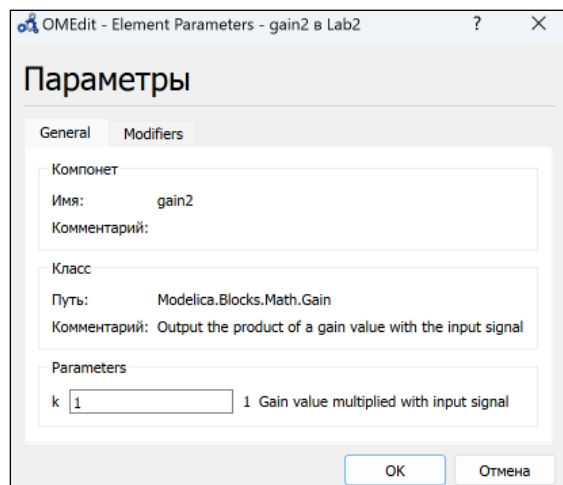 OMEdit - Element Parameters - gain2 в Lab2
Параметры
General Modifiers
Компонет
Имя: gain2
Комментарий:
Класс
Путь: Modelica.Blocks.Math.Gain
Комментарий: Output the product of a gain value with the input signal
Parameters
k 1 1 Gain value multiplied with input signal
OK Отмена